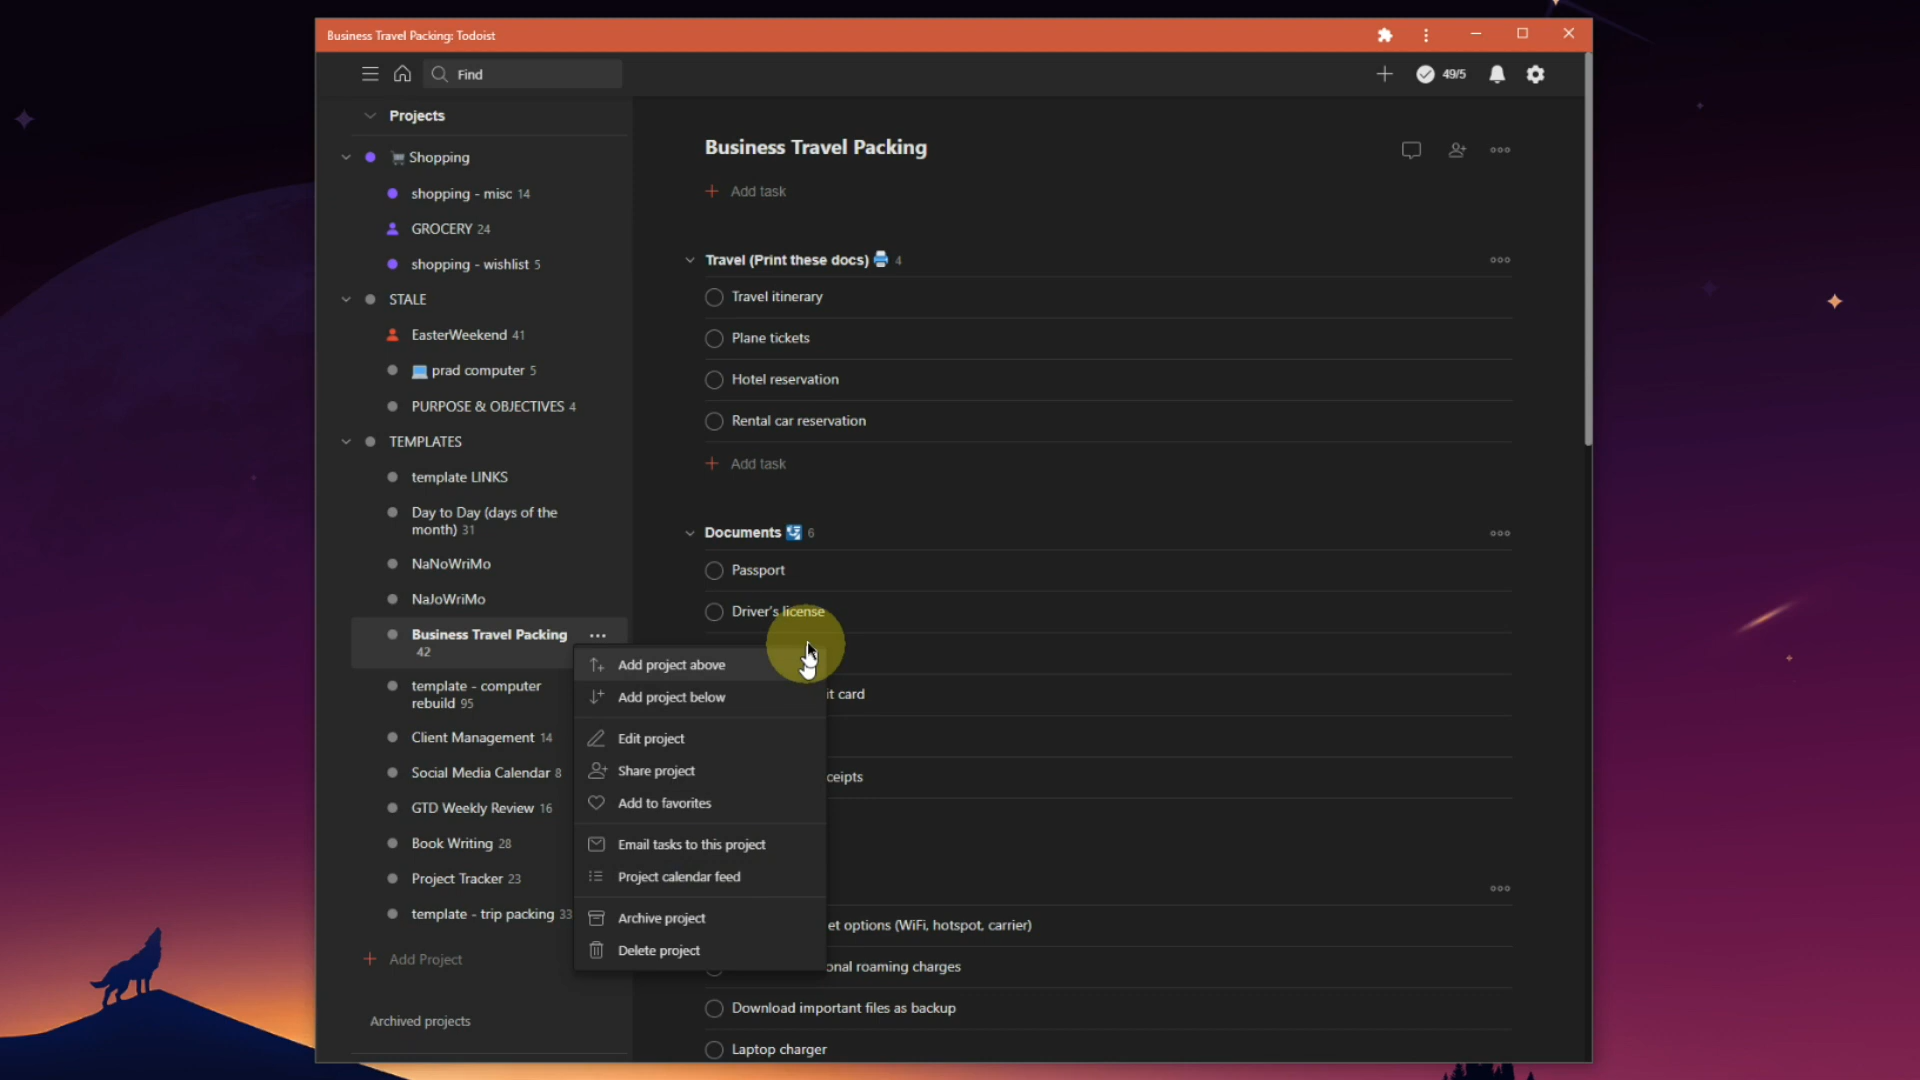 Business Travel Packing: Todoist
Find
49/5
Projects
Shopping
shopping - misc 14
GROCERY 24
shopping - wishlist 5
STALE
EasterWeekend 41
prad computer 5
PURPOSE & OBJECTIVES 4
TEMPLATES
template LINKS
Day to Day (days of the
month) 31
NaNoWriMo
NaJoWriMo
Business Travel Packing
42
template - computer
rebuild 95
Client Management 14
Social Media Calendar 8
GTD Weekly Review 16
Book Writing 28
Project Tracker 23
template - trip packing 33
Add Project
Archived projects
Add project above
Add project below
Edit project
Share project
Add to favorites
Email tasks to this project
Project calendar feed
Archive project
Delete project
Business Travel Packing
Add task
Travel (Print these docs) 4
Travel itinerary
Plane tickets
Hotel reservation
Rental car reservation
Add task
Documents 6
Passport
Driver's license
it card
ceipts
et options (WiFi, hotspot, carrier)
onal roaming charges
Download important files as backup
Laptop charger